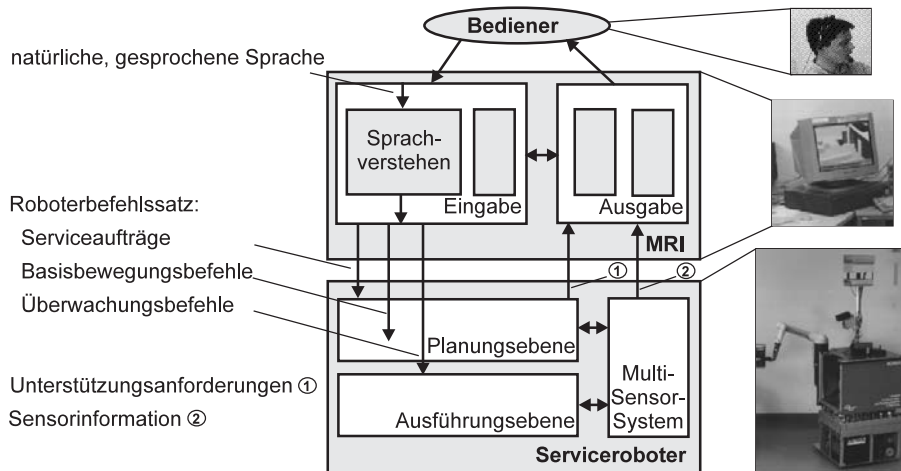 Bediener
natürliche, gesprochene Sprache
Sprach-
verstehen
Eingabe
Ausgabe
MRI
Roboterbefehlssatz:
Serviceaufträge
Basisbewegungsbefehle
Überwachungsbefehle
①
②
Planungsebene
Multi-
Sensor-
System
Unterstützungsanforderungen ①
Sensorinformation ②
Ausführungsebene
Serviceroboter